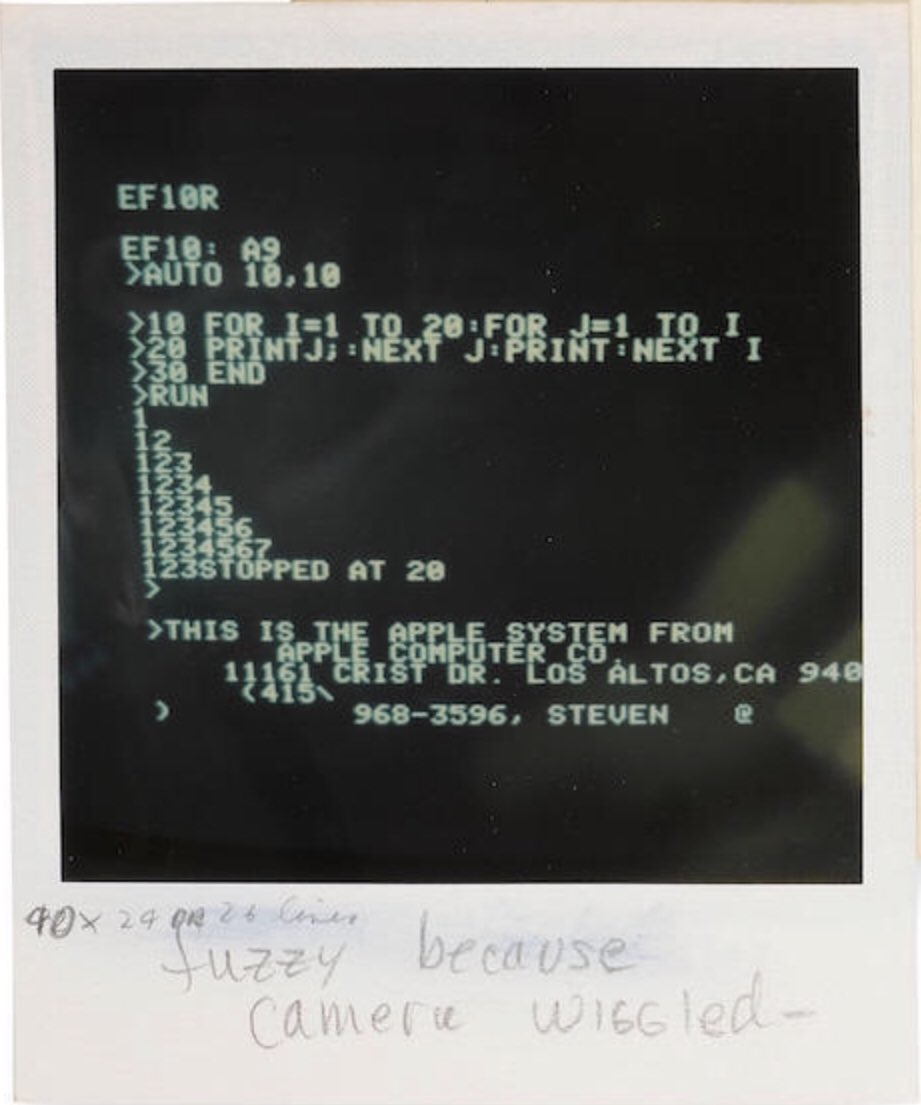 EF10R
EF10: A9
>AUTO 10,10
>10 FOR I=1 TO 20:FOR J=1 TO I
>20 PRINTJ;:NEXT J:PRINT:NEXT I
>30 END
>RUN
1
12
123
1234
12345
123456
1234567
123STOPPED AT 20
>
>THIS IS THE APPLE SYSTEM FROM
APPLE COMPUTER CO
11161 CRIST DR. LOS ALTOS,CA 940
(415\
) 968-3596, STEVEN @
40x 24 OR 26 lines
fuzzy because
camera wiggled-